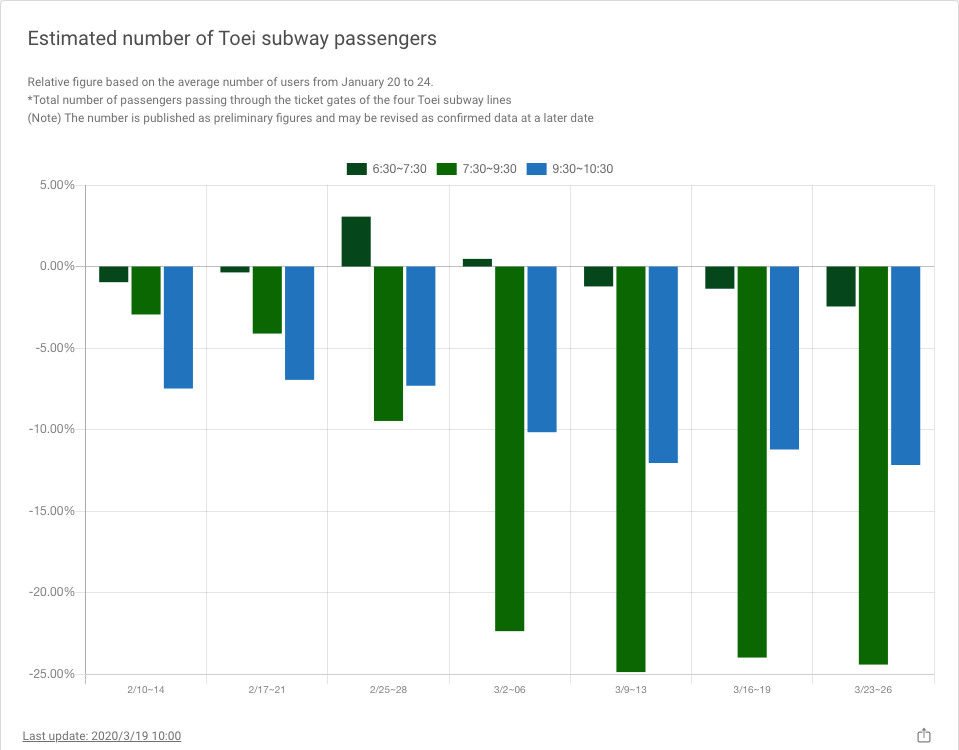 Estimated number of Toei subway passengers
Relative figure based on the average number of users from January 20 to 24.
*Total number of passengers passing through the ticket gates of the four Toei subway lines
(Note) The number is published as preliminary figures and may be revised as confirmed data at a later date
6:30~7:30 7:30~9:30 9:30~10:30
5.00%
0.00%
-5.00%
-10.00%
-15.00%
-20.00%
-25.00%
2/10~14 2/17~21 2/25~28 3/2~06 3/9~13 3/16~19 3/23~26
Last update: 2020/3/19 10:00